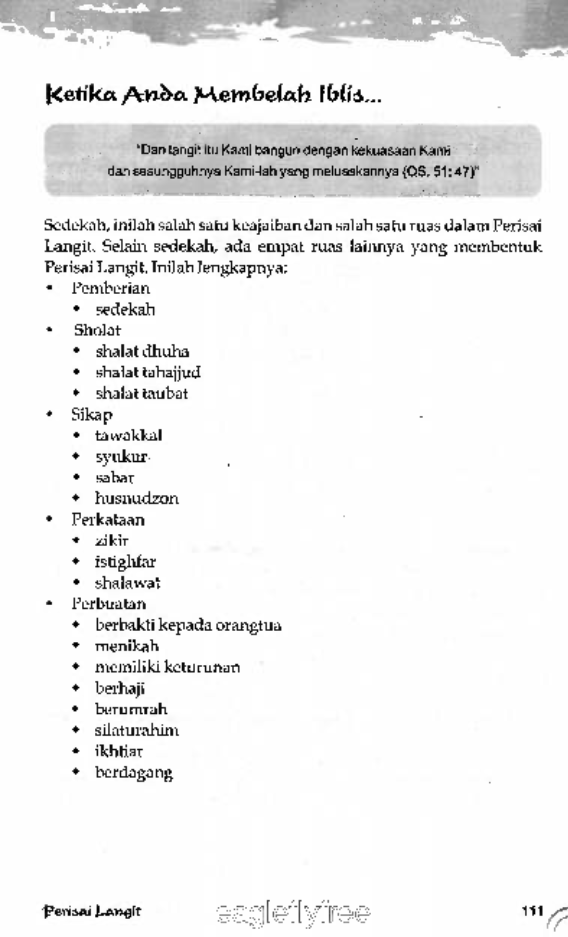 Ketika Anda Membelah Iblis...
"Dan langit itu Kami bangun dengan kekuasaan Kami
dan sesungguhnya Kami-lah yang meluaskannya (QS. 51: 47)"
Sedekah, inilah salah satu keajaiban dan salah satu ruas dalam Perisai
Langit. Selain sedekah, ada empat ruas lainnya yang membentuk
Perisai Langit. Inilah lengkapnya:
• Pemberian
◆ sedekah
• Sholat
◆ shalat dhuha
◆ shalat tahajjud
◆ shalat taubat
• Sikap
◆ tawakkal
◆ syukur
◆ sabar
◆ husnudzon
• Perkataan
◆ zikir
◆ istighfar
◆ shalawat
• Perbuatan
◆ berbakti kepada orangtua
◆ menikah
◆ memiliki keturunan
◆ berhaji
◆ berumrah
◆ silaturahim
◆ ikhtiar
◆ berdagang
Perisai Langit eagleflyfree 111